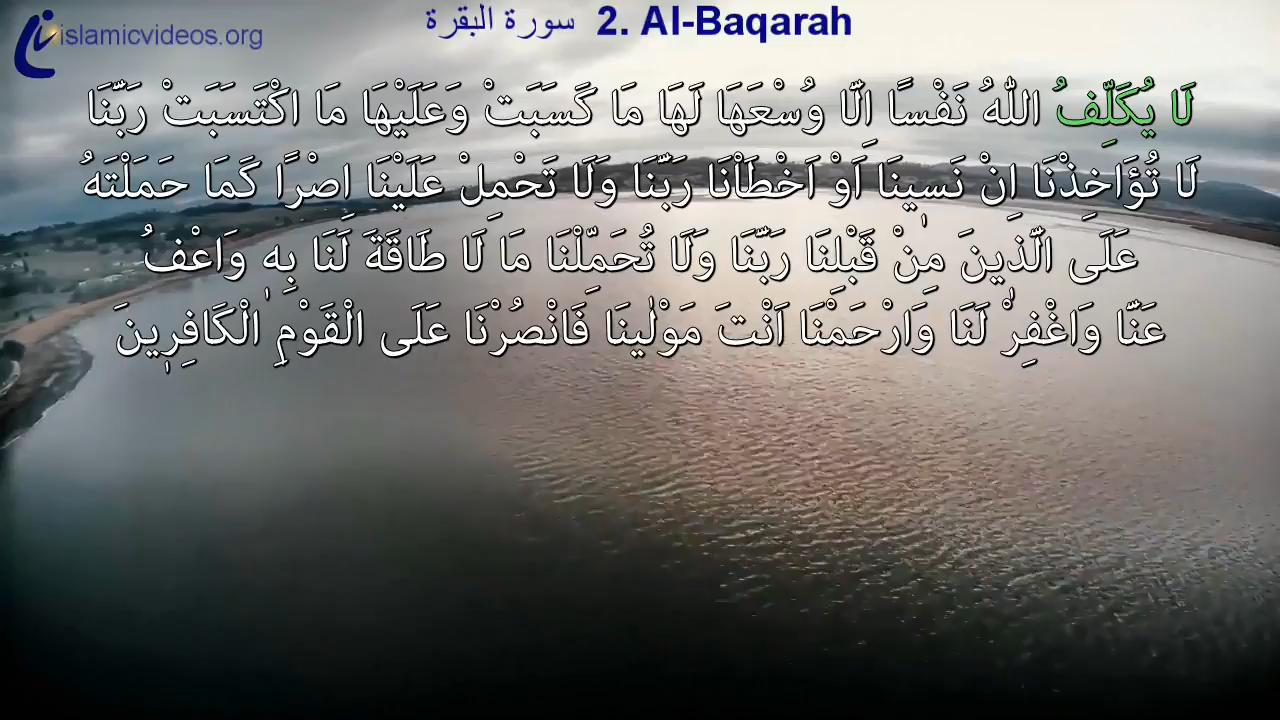 islamicvideos.org
سورة البقرة 2. Al-Baqarah
لَا يُكَلِّفُ اللّٰهُ نَفْسًا اِلَّا وُسْعَهَا لَهَا مَا كَسَبَتْ وَعَلَيْهَا مَا اكْتَسَبَتْ رَبَّنَا
لَا تُؤَاخِذْنَا اِنْ نَسِينَا اَوْ اَخْطَاْنَا رَبَّنَا وَلَا تَحْمِلْ عَلَيْنَا اِصْرًا كَمَا حَمَلْتَهُ
عَلَى الَّذِينَ مِنْ قَبْلِنَا رَبَّنَا وَلَا تُحَمِّلْنَا مَا لَا طَاقَةَ لَنَا بِهٖ وَاعْفُ
عَنَّا وَاغْفِرْ لَنَا وَارْحَمْنَا اَنْتَ مَوْلٰينَا فَانْصُرْنَا عَلَى الْقَوْمِ الْكَافِرٖينَ